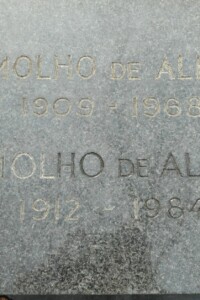 MOLHO DE AL
1909 - 1968
MOLHO DE AL
1912 - 1984